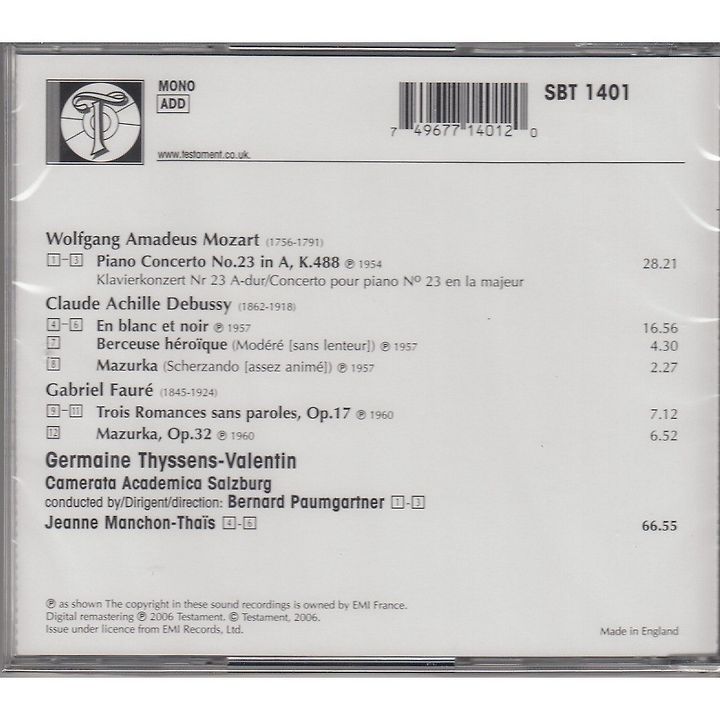 MONO
ADD
SBT 1401
7 49677 14012 0
www.testament.co.uk
Wolfgang Amadeus Mozart (1756-1791)
1-3 Piano Concerto No.23 in A, K.488 ℗ 1954 28.21
Klavierkonzert Nr 23 A-dur/Concerto pour piano Nº 23 en la majeur
Claude Achille Debussy (1862-1918)
4-6 En blanc et noir ℗ 1957 16.56
7 Berceuse héroïque (Modéré [sans lenteur]) ℗ 1957 4.30
8 Mazurka (Scherzando [assez animé]) ℗ 1957 2.27
Gabriel Fauré (1845-1924)
9-11 Trois Romances sans paroles, Op.17 ℗ 1960 7.12
12 Mazurka, Op.32 ℗ 1960 6.52
Germaine Thyssens-Valentin
Camerata Academica Salzburg
conducted by/Dirigent/direction: Bernard Paumgartner 1-3
Jeanne Manchon-Thaïs 4-6 66.55
℗ as shown The copyright in these sound recordings is owned by EMI France.
Digital remastering ℗ 2006 Testament. © Testament, 2006.
Issue under licence from EMI Records, Ltd. Made in England